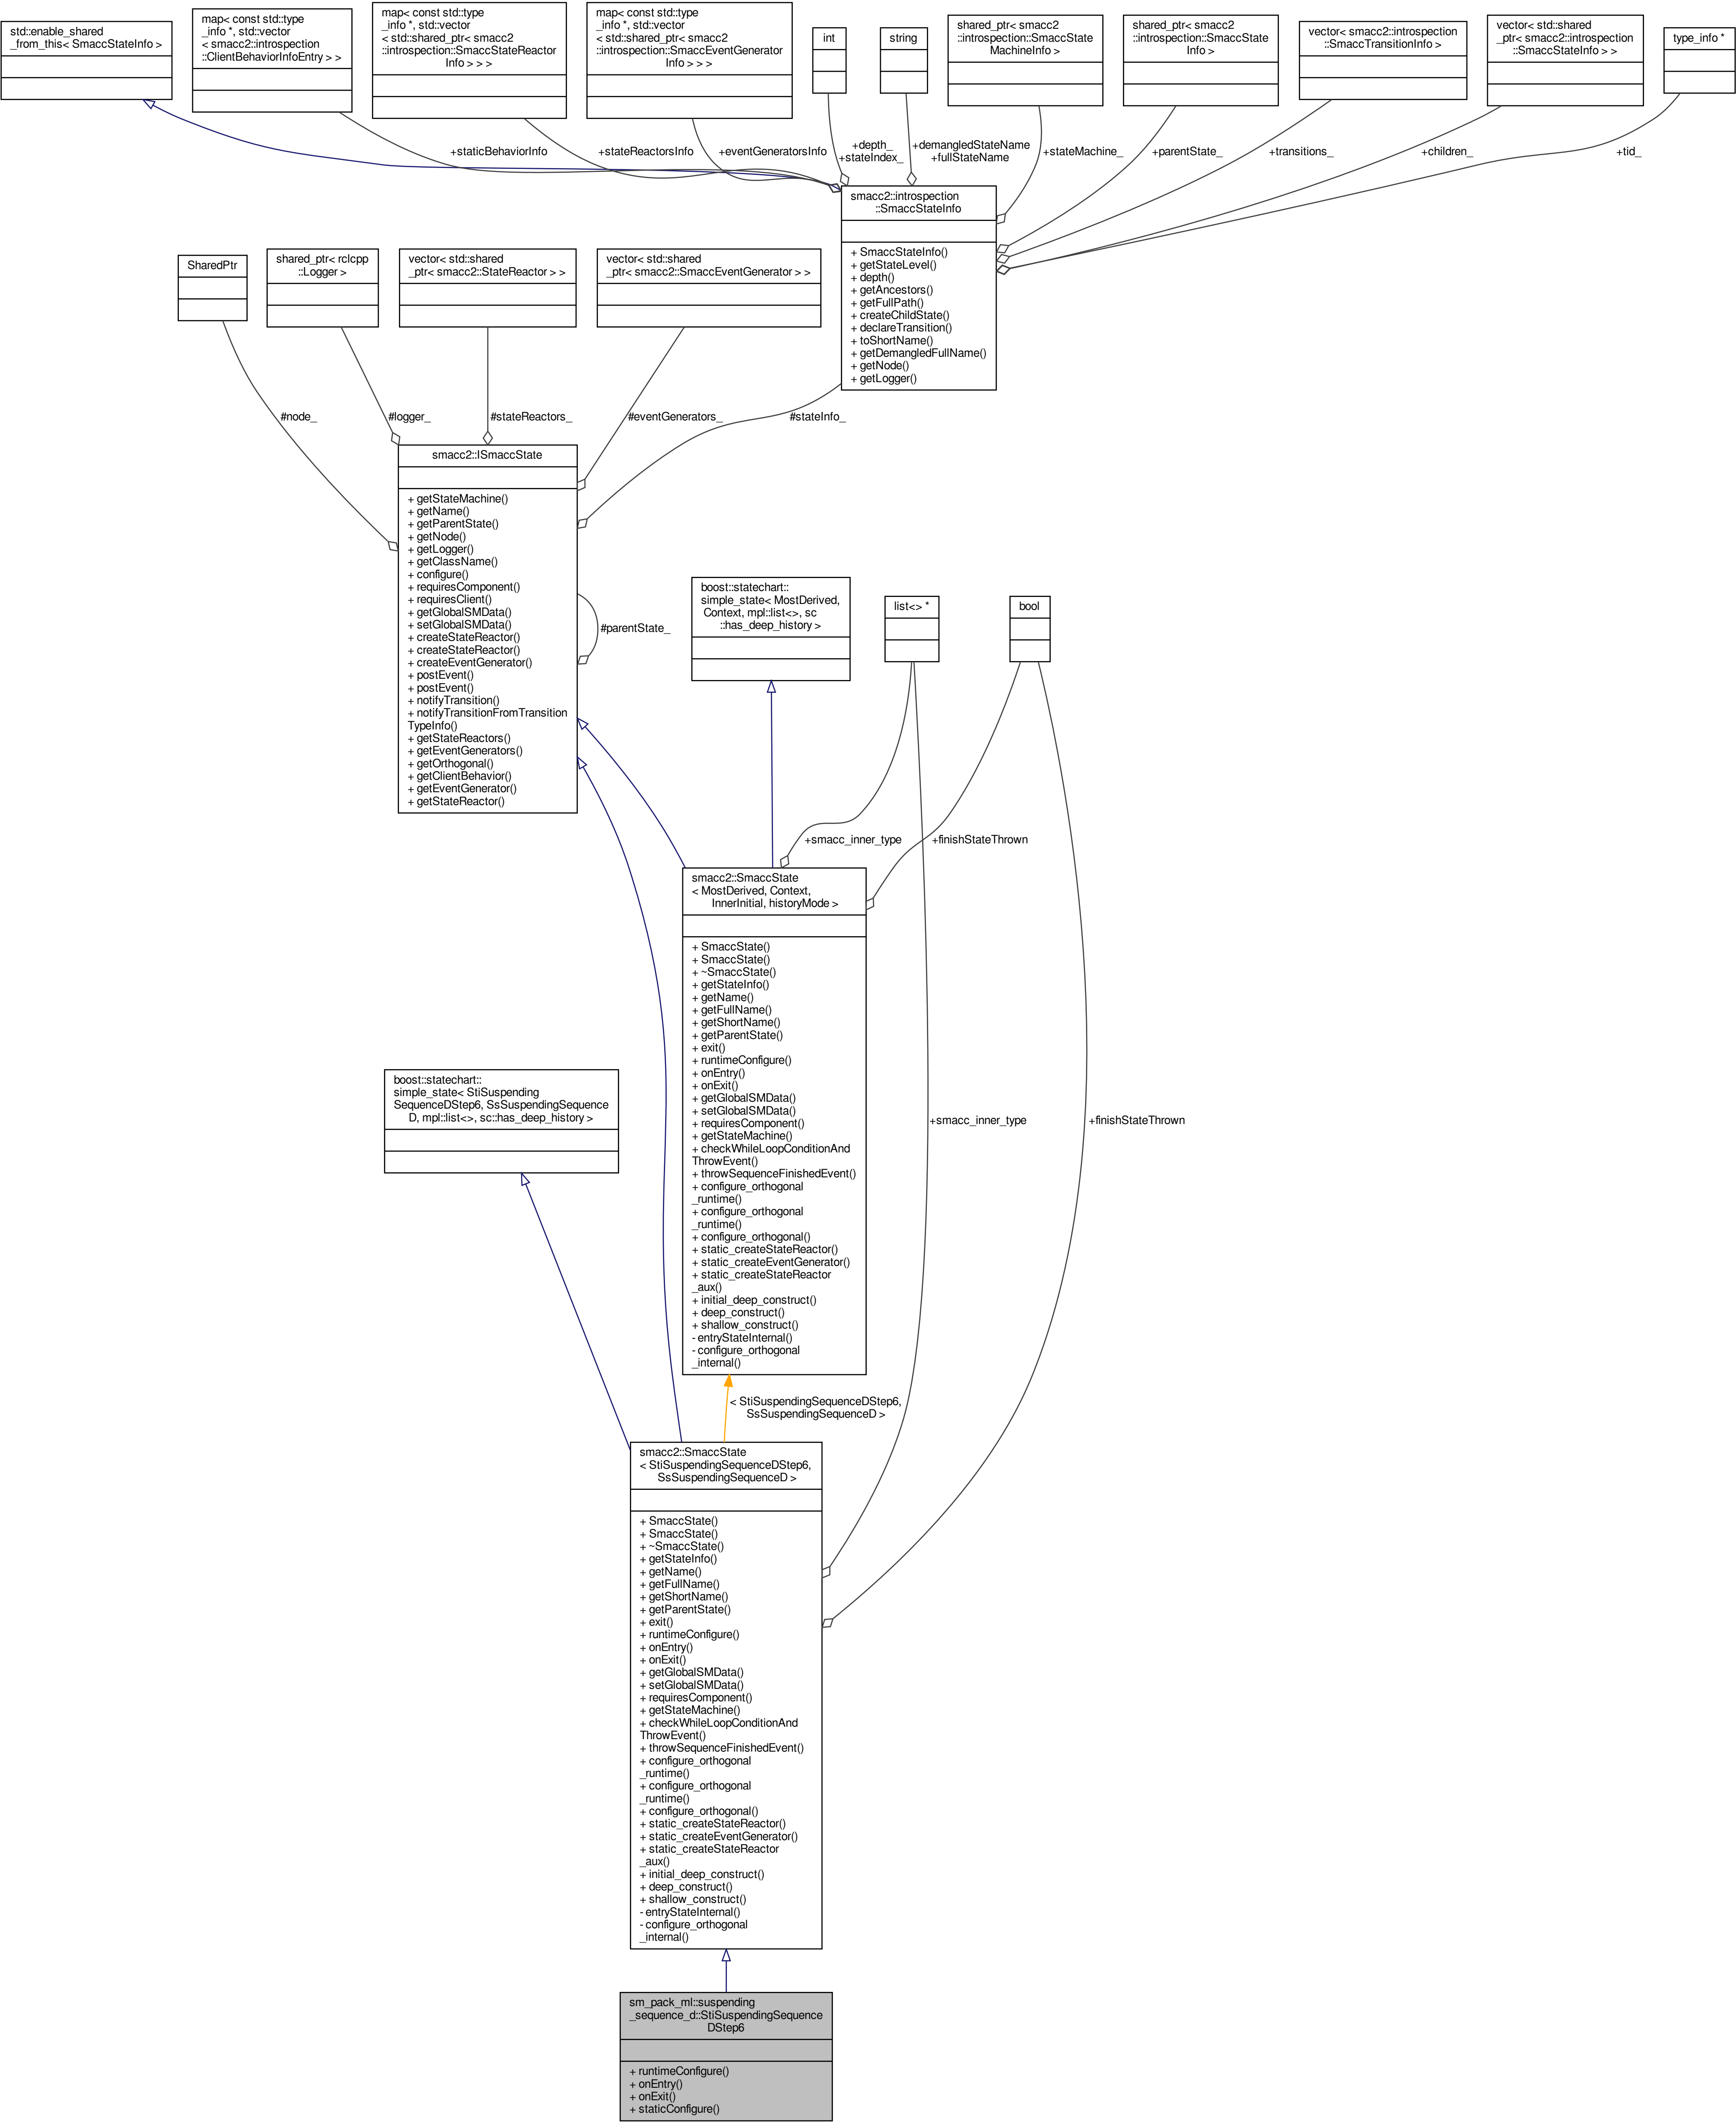 std::enable_shared
_from_this< SmaccStateInfo >
map< const std::type
_info *, std::vector
< smacc2::introspection
::ClientBehaviorInfoEntry > >
map< const std::type
_info *, std::vector
< std::shared_ptr< smacc2
::introspection::SmaccStateReactor
Info > > >
map< const std::type
_info *, std::vector
< std::shared_ptr< smacc2
::introspection::SmaccEventGenerator
Info > > >
int
string
shared_ptr< smacc2
::introspection::SmaccState
MachineInfo >
shared_ptr< smacc2
::introspection::SmaccState
Info >
vector< smacc2::introspection
::SmaccTransitionInfo >
vector< std::shared
_ptr< smacc2::introspection
::SmaccStateInfo > >
type_info *
+staticBehaviorInfo
+stateReactorsInfo
+eventGeneratorsInfo
+depth_
+stateIndex_
+demangledStateName
+fullStateName
+stateMachine_
+parentState_
+transitions_
+children_
+tid_
smacc2::introspection
::SmaccStateInfo
+ SmaccStateInfo()
+ getStateLevel()
+ depth()
+ getAncestors()
+ getFullPath()
+ createChildState()
+ declareTransition()
+ toShortName()
+ getDemangledFullName()
+ getNode()
+ getLogger()
SharedPtr
shared_ptr< rclcpp
::Logger >
vector< std::shared
_ptr< smacc2::StateReactor > >
vector< std::shared
_ptr< smacc2::SmaccEventGenerator > >
#node_
#logger_
#stateReactors_
#eventGenerators_
#stateInfo_
smacc2::ISmaccState
+ getStateMachine()
+ getName()
+ getParentState()
+ getNode()
+ getLogger()
+ getClassName()
+ configure()
+ requiresComponent()
+ requiresClient()
+ getGlobalSMData()
+ setGlobalSMData()
+ createStateReactor()
+ createStateReactor()
+ createEventGenerator()
+ postEvent()
+ postEvent()
+ notifyTransition()
+ notifyTransitionFromTransition
TypeInfo()
+ getStateReactors()
+ getEventGenerators()
+ getOrthogonal()
+ getClientBehavior()
+ getEventGenerator()
+ getStateReactor()
#parentState_
boost::statechart::
simple_state< MostDerived,
Context, mpl::list<>, sc
::has_deep_history >
list<> *
bool
+smacc_inner_type
+finishStateThrown
smacc2::SmaccState
< MostDerived, Context,
InnerInitial, historyMode >
+ SmaccState()
+ SmaccState()
+ ~SmaccState()
+ getStateInfo()
+ getName()
+ getFullName()
+ getShortName()
+ getParentState()
+ exit()
+ runtimeConfigure()
+ onEntry()
+ onExit()
+ getGlobalSMData()
+ setGlobalSMData()
+ requiresComponent()
+ getStateMachine()
+ checkWhileLoopConditionAnd
ThrowEvent()
+ throwSequenceFinishedEvent()
+ configure_orthogonal
_runtime()
+ configure_orthogonal
_runtime()
+ configure_orthogonal()
+ static_createStateReactor()
+ static_createEventGenerator()
+ static_createStateReactor
_aux()
+ initial_deep_construct()
+ deep_construct()
+ shallow_construct()
- entryStateInternal()
- configure_orthogonal
_internal()
boost::statechart::
simple_state< StiSuspending
SequenceDStep6, SsSuspendingSequence
D, mpl::list<>, sc::has_deep_history >
+smacc_inner_type
+finishStateThrown
< StiSuspendingSequenceDStep6,
SsSuspendingSequenceD >
smacc2::SmaccState
< StiSuspendingSequenceDStep6,
SsSuspendingSequenceD >
+ SmaccState()
+ SmaccState()
+ ~SmaccState()
+ getStateInfo()
+ getName()
+ getFullName()
+ getShortName()
+ getParentState()
+ exit()
+ runtimeConfigure()
+ onEntry()
+ onExit()
+ getGlobalSMData()
+ setGlobalSMData()
+ requiresComponent()
+ getStateMachine()
+ checkWhileLoopConditionAnd
ThrowEvent()
+ throwSequenceFinishedEvent()
+ configure_orthogonal
_runtime()
+ configure_orthogonal
_runtime()
+ configure_orthogonal()
+ static_createStateReactor()
+ static_createEventGenerator()
+ static_createStateReactor
_aux()
+ initial_deep_construct()
+ deep_construct()
+ shallow_construct()
- entryStateInternal()
- configure_orthogonal
_internal()
sm_pack_ml::suspending
_sequence_d::StiSuspendingSequence
DStep6
+ runtimeConfigure()
+ onEntry()
+ onExit()
+ staticConfigure()